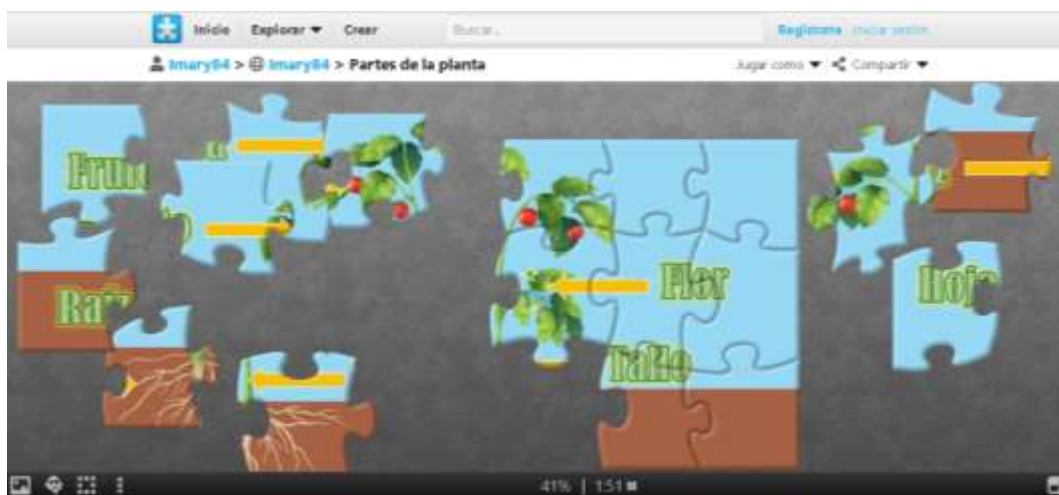 Inicio Explorar Crear Buscar... Regístrate Iniciar sesión
lmary84 > lmary84 > Partes de la planta Jugar como Compartir
Fruto
Raíz
Flor
Tallo
Hoja
41% | 1:51